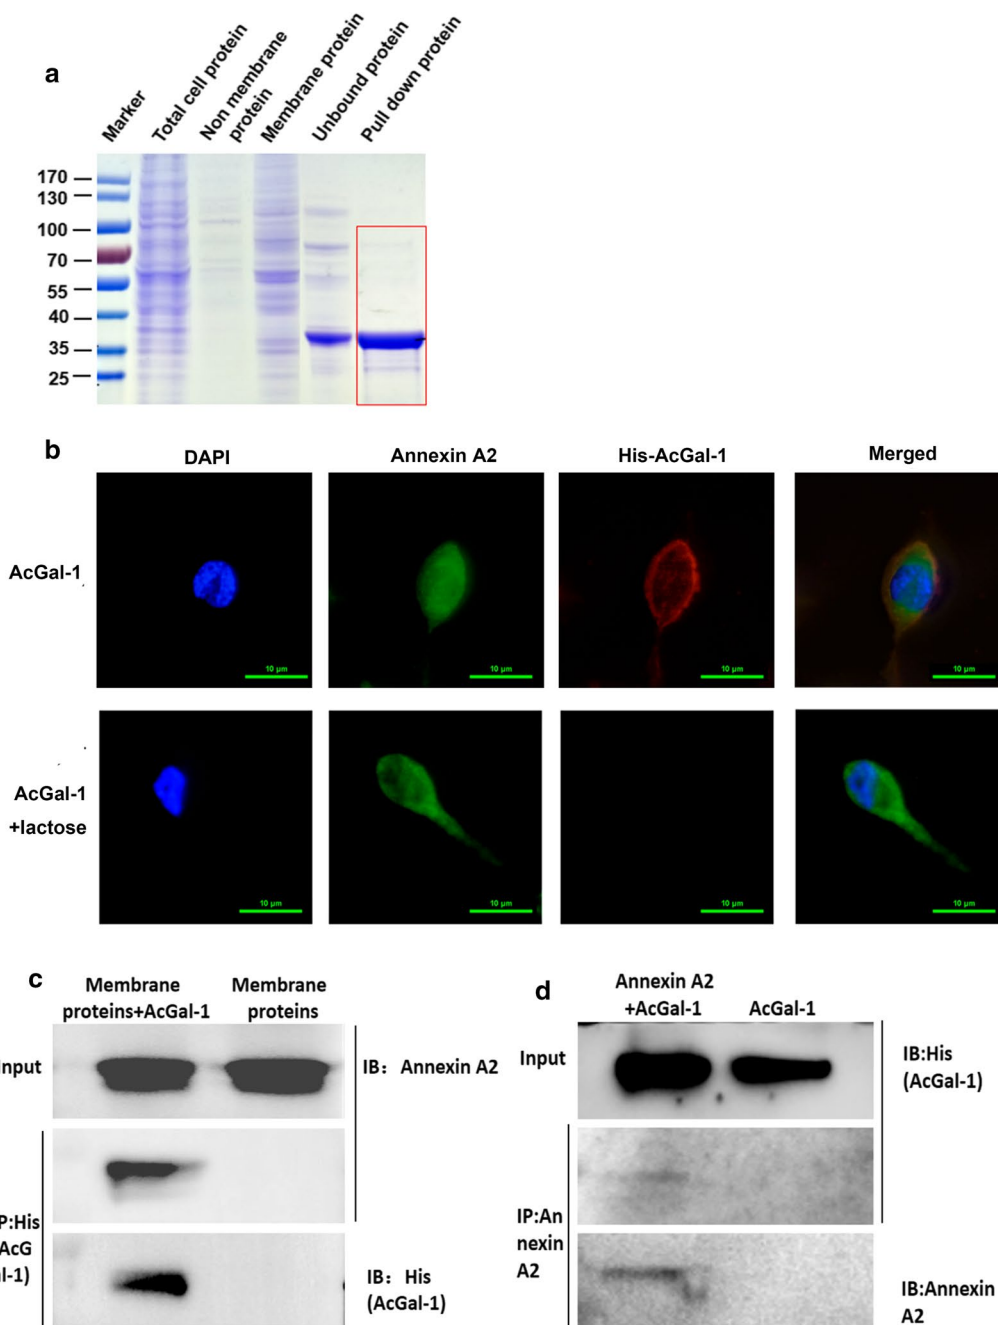 a
Marker
Total cell protein
Non membrane
protein
Membrane protein
Unbound protein
Pull down protein
170
130
100
70
55
40
35
25
b
DAPI
Annexin A2
His-AcGal-1
Merged
AcGal-1
10 µm
10 µm
10 µm
10 µm
AcGal-1
+lactose
10 µm
10 µm
10 µm
10 µm
c
Membrane
proteins+AcGal-1
Membrane
proteins
nput
IB: Annexin A2
P:His
AcG
l-1)
IB: His
(AcGal-1)
d
Annexin A2
+AcGal-1
AcGal-1
Input
IB:His
(AcGal-1)
IP:An
nexin
A2
IB:Annexin
A2